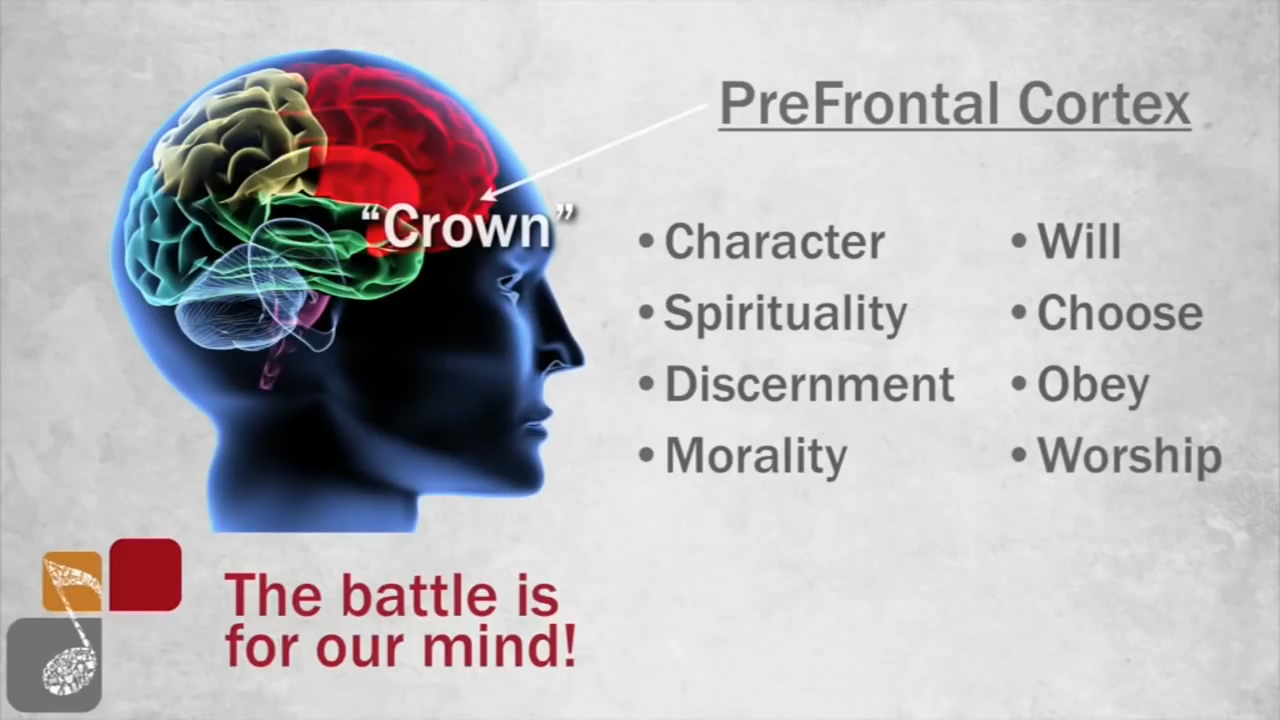 PreFrontal Cortex
“Crown”
• Character
• Spirituality
• Discernment
• Morality
• Will
• Choose
• Obey
• Worship
The battle is
for our mind!